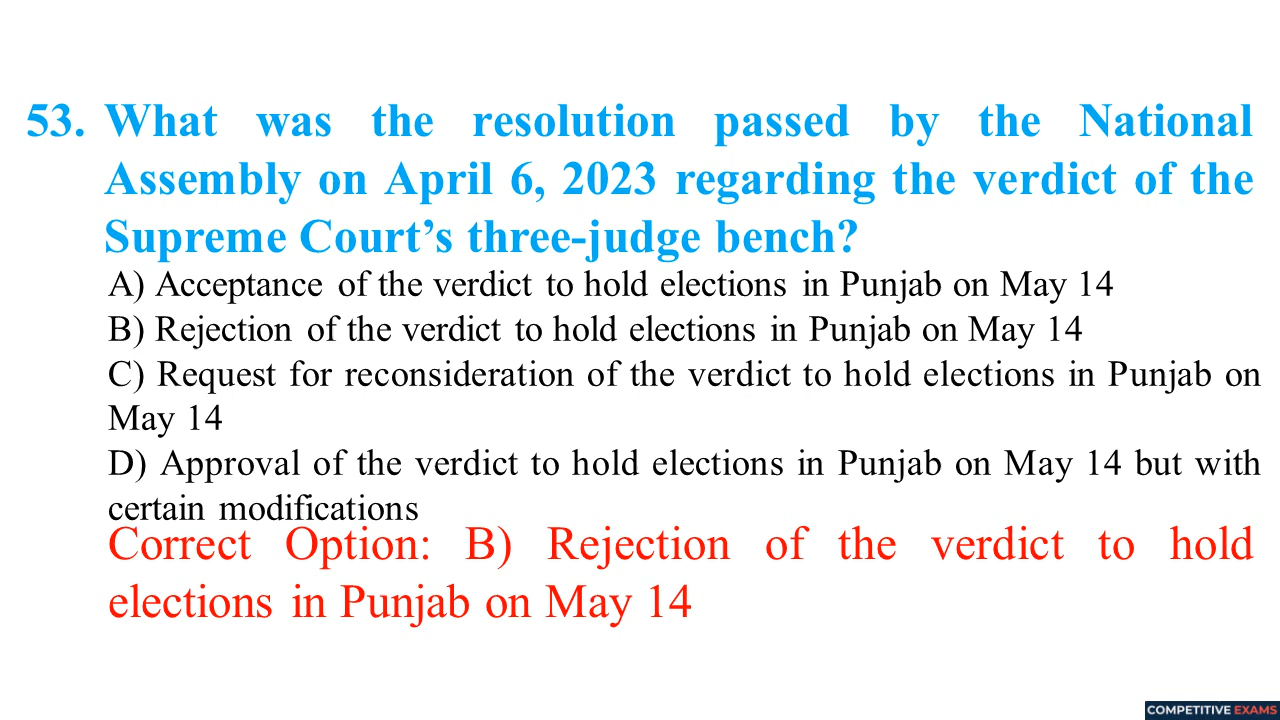 53. What was the resolution passed by the National
Assembly on April 6, 2023 regarding the verdict of the
Supreme Court’s three-judge bench?
A) Acceptance of the verdict to hold elections in Punjab on May 14
B) Rejection of the verdict to hold elections in Punjab on May 14
C) Request for reconsideration of the verdict to hold elections in Punjab on
May 14
D) Approval of the verdict to hold elections in Punjab on May 14 but with
certain modifications
Correct Option: B) Rejection of the verdict to hold
elections in Punjab on May 14
COMPETITIVE EXAMS